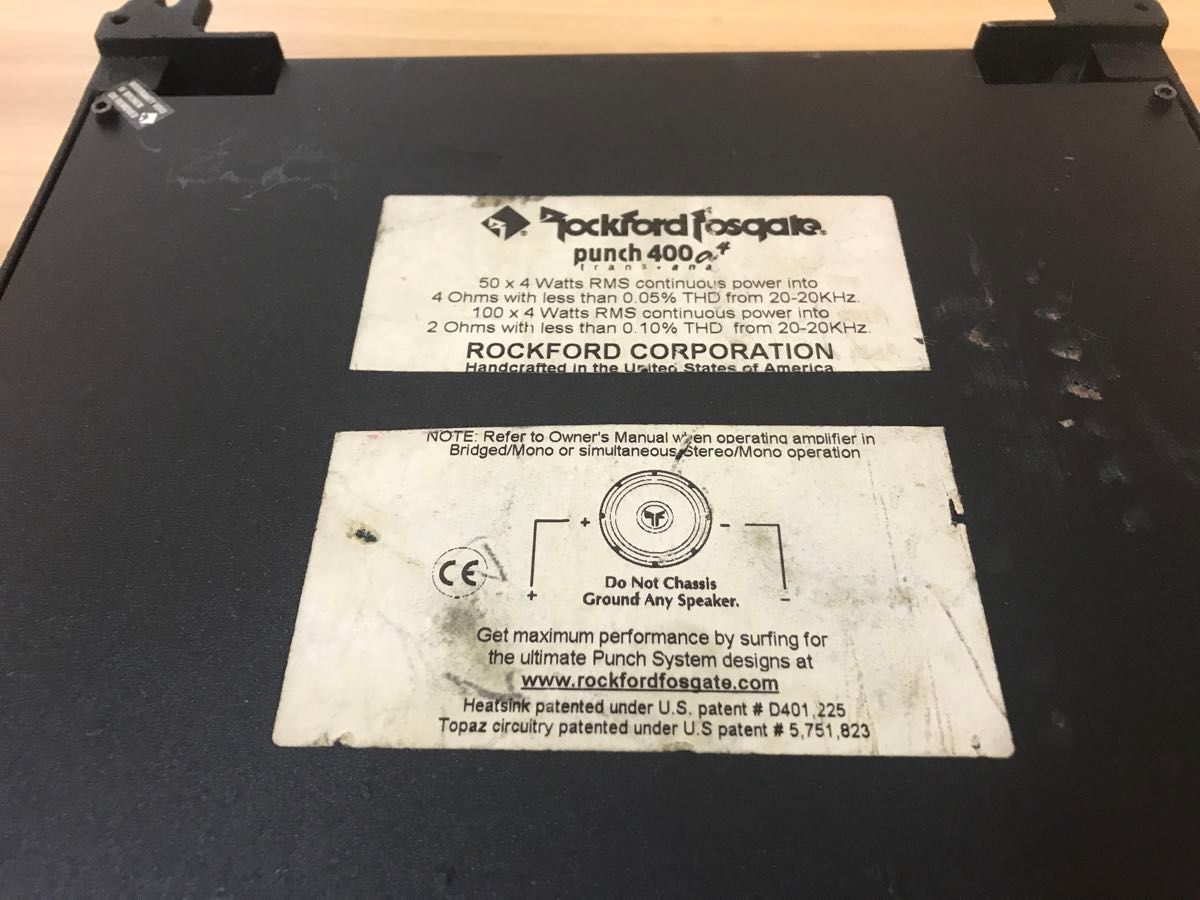 Rockford Fosgate
punch 400 a4
trans•ana
50 x 4 Watts RMS continuous power into
4 Ohms with less than 0.05% THD from 20-20KHz.
100 x 4 Watts RMS continuous power into
2 Ohms with less than 0.10% THD from 20-20KHz.
ROCKFORD CORPORATION
Handcrafted in the United States of America
NOTE: Refer to Owner's Manual when operating amplifier in
Bridged/Mono or simultaneous Stereo/Mono operation
+ −
CE
+ −
Do Not Chassis
Ground Any Speaker.
Get maximum performance by surfing for
the ultimate Punch System designs at
www.rockfordfosgate.com
Heatsink patented under U.S. patent # D401,225
Topaz circuitry patented under U.S patent # 5,751,823